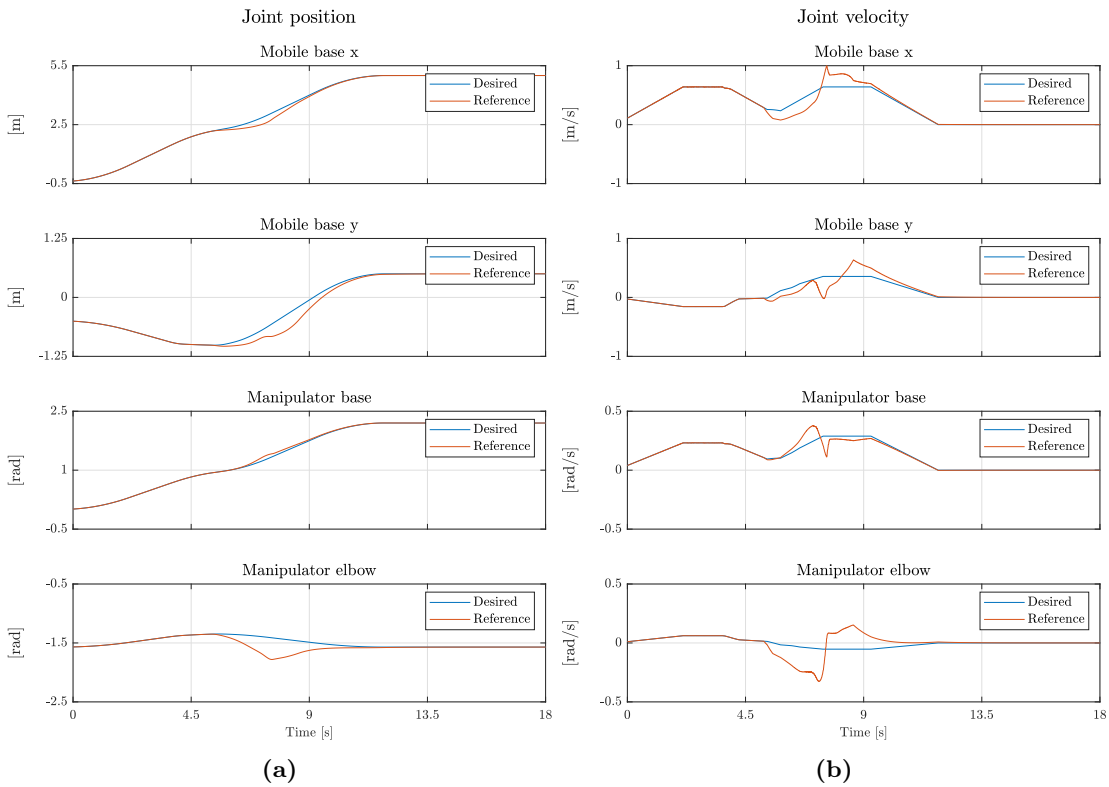 Joint position
Mobile base x
5.5
2.5
-0.5
[m]
Desired
Reference
Mobile base y
1.25
0
-1.25
[m]
Desired
Reference
Manipulator base
2.5
1
-0.5
[rad]
Desired
Reference
Manipulator elbow
-0.5
-1.5
-2.5
[rad]
Desired
Reference
0 4.5 9 13.5 18
Time [s]
(a)
Joint velocity
Mobile base x
1
0
-1
[m/s]
Desired
Reference
Mobile base y
1
0
-1
[m/s]
Desired
Reference
Manipulator base
0.5
0
-0.5
[rad/s]
Desired
Reference
Manipulator elbow
0.5
0
-0.5
[rad/s]
Desired
Reference
0 4.5 9 13.5 18
Time [s]
(b)